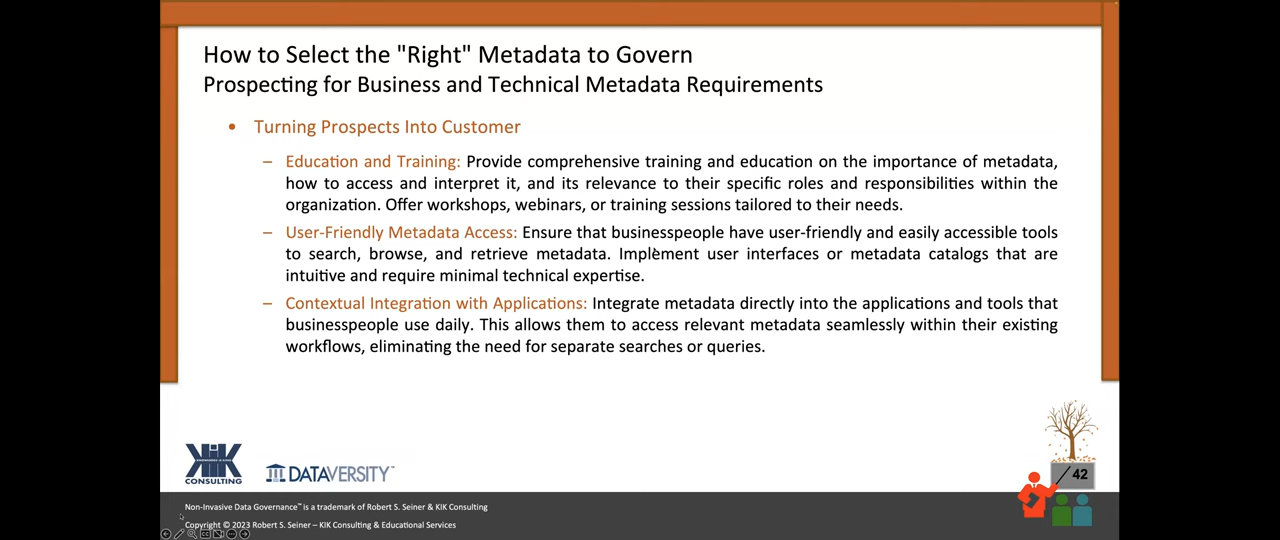 How to Select the "Right" Metadata to Govern
Prospecting for Business and Technical Metadata Requirements
• Turning Prospects Into Customer
– Education and Training: Provide comprehensive training and education on the importance of metadata,
how to access and interpret it, and its relevance to their specific roles and responsibilities within the
organization. Offer workshops, webinars, or training sessions tailored to their needs.
– User-Friendly Metadata Access: Ensure that businesspeople have user-friendly and easily accessible tools
to search, browse, and retrieve metadata. Implement user interfaces or metadata catalogs that are
intuitive and require minimal technical expertise.
– Contextual Integration with Applications: Integrate metadata directly into the applications and tools that
businesspeople use daily. This allows them to access relevant metadata seamlessly within their existing
workflows, eliminating the need for separate searches or queries.
KIK
CONSULTING
DATAVERSITY™
/ 42
Non-Invasive Data Governance™ is a trademark of Robert S. Seiner & KIK Consulting
Copyright © 2023 Robert S. Seiner – KIK Consulting & Educational Services